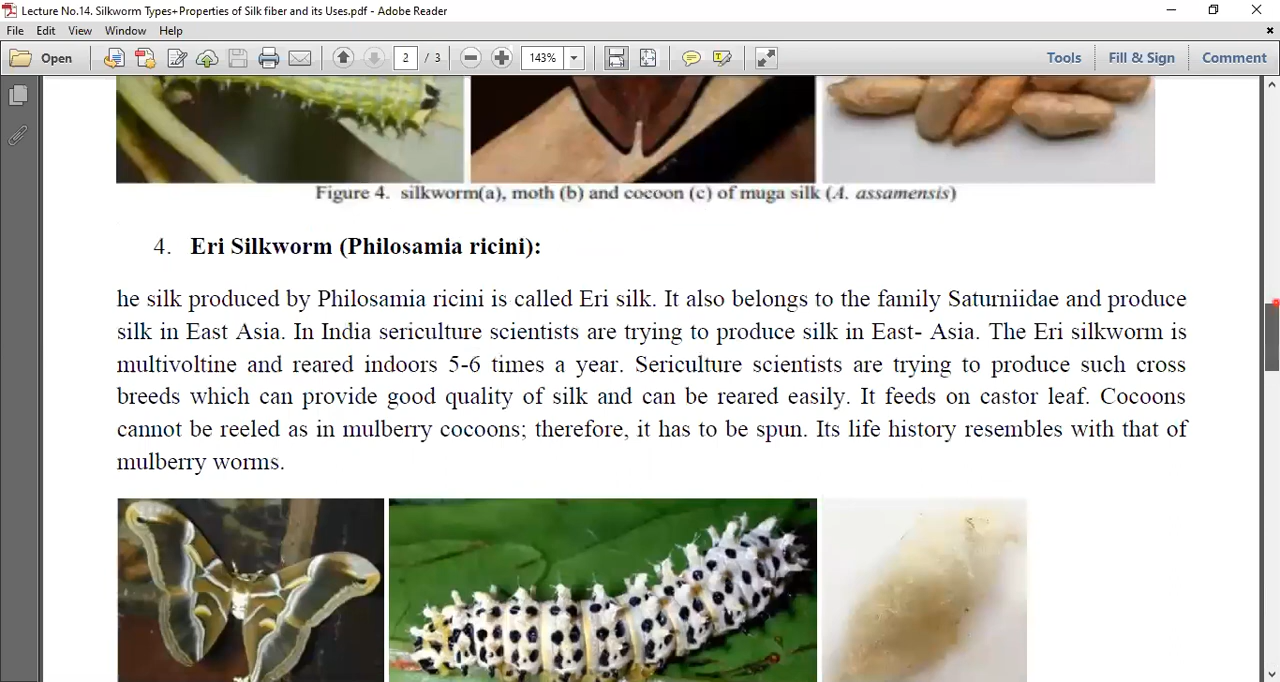 Lecture No.14. Silkworm Types+Properties of Silk fiber and its Uses.pdf - Adobe Reader
File Edit View Window Help
Open 2 / 3 143% Tools Fill & Sign Comment
Figure 4. silkworm(a), moth (b) and cocoon (c) of muga silk (A. assamensis)
4. Eri Silkworm (Philosamia ricini):
he silk produced by Philosamia ricini is called Eri silk. It also belongs to the family Saturniidae and produce
silk in East Asia. In India sericulture scientists are trying to produce silk in East- Asia. The Eri silkworm is
multivoltine and reared indoors 5-6 times a year. Sericulture scientists are trying to produce such cross
breeds which can provide good quality of silk and can be reared easily. It feeds on castor leaf. Cocoons
cannot be reeled as in mulberry cocoons; therefore, it has to be spun. Its life history resembles with that of
mulberry worms.